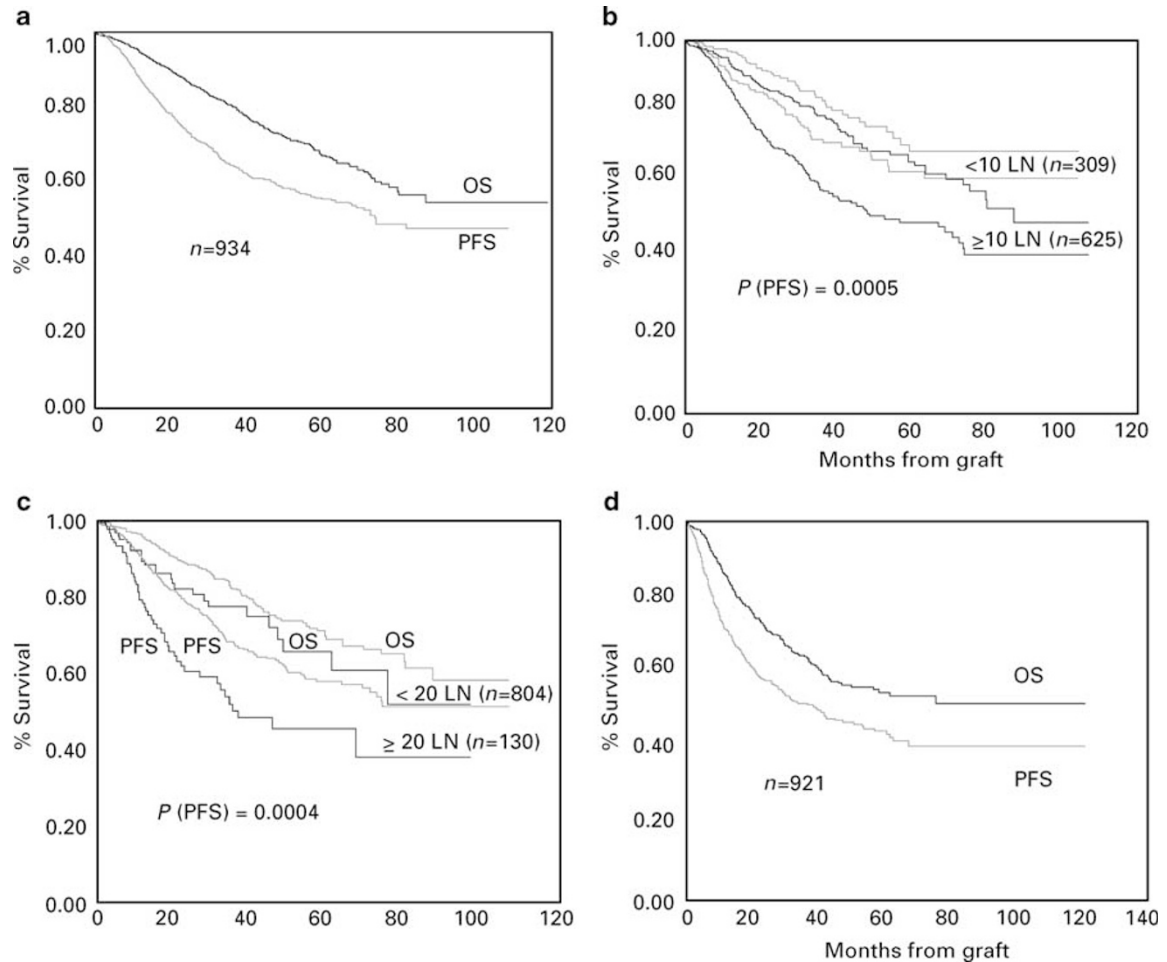 a
1.00
0.80
0.60
0.40
0.20
0.00
% Survival
OS
PFS
n=934
0 20 40 60 80 100 120
b
1.00
0.80
0.60
0.40
0.20
0.00
% Survival
<10 LN (n=309)
≥10 LN (n=625)
P (PFS) = 0.0005
0 20 40 60 80 100 120
Months from graft
c
1.00
0.80
0.60
0.40
0.20
0.00
% Survival
PFS PFS OS OS
< 20 LN (n=804)
≥ 20 LN (n=130)
P (PFS) = 0.0004
0 20 40 60 80 100 120
d
1.00
0.80
0.60
0.40
0.20
0.00
% Survival
OS
PFS
n=921
0 20 40 60 80 100 120 140
Months from graft